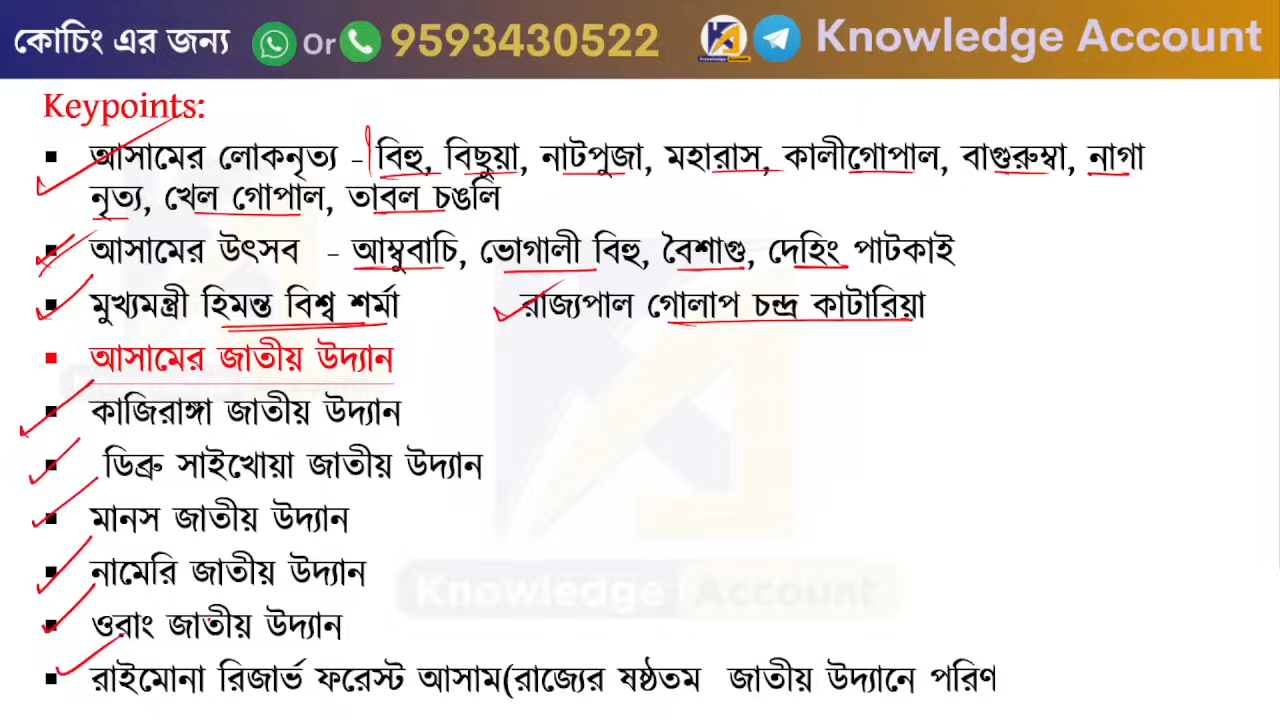 কোচিং এর জন্য or 9593430522 Knowledge Account
Keypoints:
আসামের লোকনৃত্য - বিহু, বিছুয়া, নাটপুজা, মহারাস, কালীগোপাল, বাগুরুম্বা, নাগা
নৃত্য, খেল গোপাল, তাবল চঙলি
আসামের উৎসব - আম্বুবাচি, ভোগালী বিহু, বৈশাগু, দেহিং পাটকাই
মুখ্যমন্ত্রী হিমন্ত বিশ্ব শর্মা রাজ্যপাল গোলাপ চন্দ্র কাটারিয়া
আসামের জাতীয় উদ্যান
কাজিরাঙ্গা জাতীয় উদ্যান
ডিব্রু সাইখোয়া জাতীয় উদ্যান
মানস জাতীয় উদ্যান
নামেরি জাতীয় উদ্যান
ওরাং জাতীয় উদ্যান
রাইমোনা রিজার্ভ ফরেস্ট আসাম(রাজ্যের ষষ্ঠতম জাতীয় উদ্যানে পরিণ
Knowledge Account